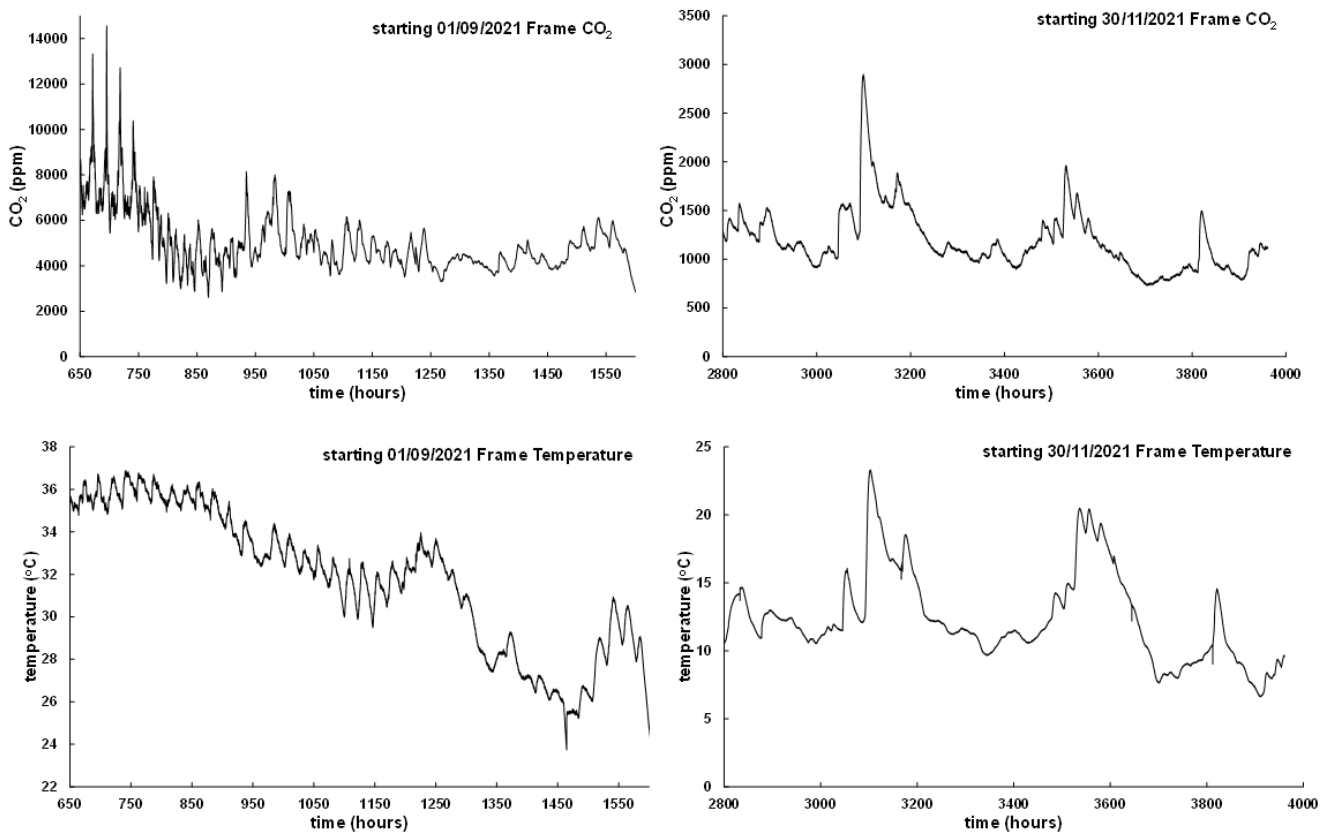 starting 01/09/2021 Frame CO₂
14000
12000
10000
8000
6000
4000
2000
0
CO₂ (ppm)
650 750 850 950 1050 1150 1250 1350 1450 1550
time (hours)
starting 30/11/2021 Frame CO₂
3500
3000
2500
2000
1500
1000
500
0
CO₂ (ppm)
2800 3000 3200 3400 3600 3800 4000
time (hours)
starting 01/09/2021 Frame Temperature
38
36
34
32
30
28
26
24
22
temperature (°C)
650 750 850 950 1050 1150 1250 1350 1450 1550
time (hours)
starting 30/11/2021 Frame Temperature
25
20
15
10
5
0
temperature (°C)
2800 3000 3200 3400 3600 3800 4000
time (hours)